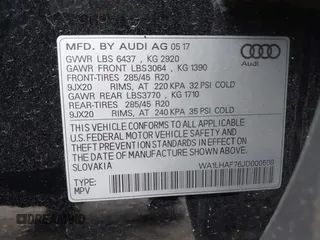 MFD. BY AUDI AG 05 17
GVWR LBS 6437 , KG 2920
GAWR FRONT LBS3064 , KG 1390
FRONT-TIRES 285/45 R20
9JX20 RIMS, AT 220 KPA 32 PSI COLD
GAWR REAR LBS3770 , KG 1710
REAR-TIRES 285/45 R20
9JX20 RIMS, AT 240 KPA 35 PSI COLD
THIS VEHICLE CONFORMS TO ALL APPLICABLE
U.S. FEDERAL MOTOR VEHICLE SAFETY
STANDARDS IN EFFECT ON THE DATE OF
MANUFACTURE SHOWN ABOVE.
SLOVAKIA WA1LHAF76JD000508
TYPE:
MPV
Audi